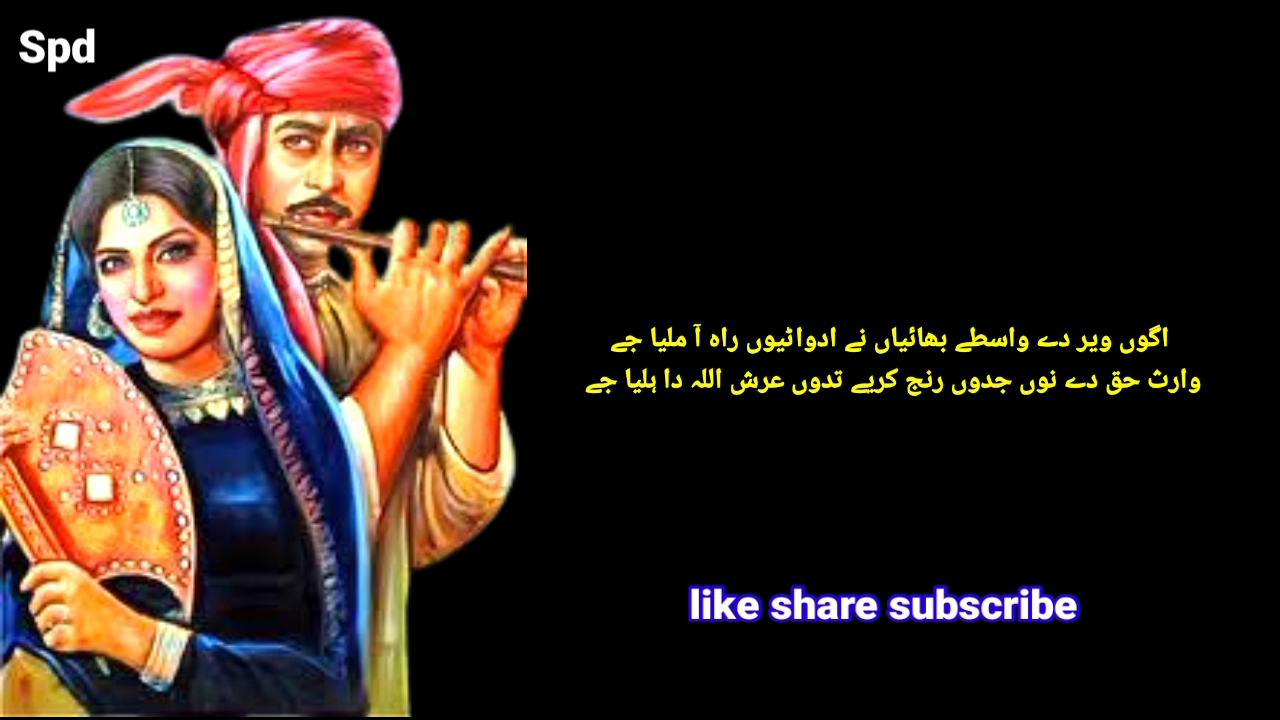 Spd
اگوں ویر دے واسطے بھائیاں نے ادواٹیوں راہ آ ملیا جے
وارث حق دے نوں جدوں رنج کریے تدوں عرش اللہ دا ہلیا جے
like share subscribe